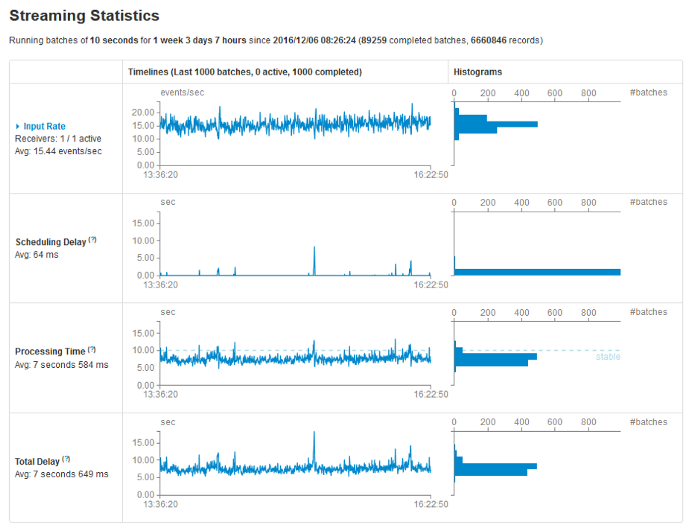 Streaming Statistics
Running batches of 10 seconds for 1 week 3 days 7 hours since 2016/12/06 08:26:24 (89259 completed batches, 6660846 records)
Timelines (Last 1000 batches, 0 active, 1000 completed) Histograms
events/sec 0 200 400 600 800 #batches
Input Rate
Receivers: 1 / 1 active
Avg: 15.44 events/sec
20.00
15.00
10.00
5.00
0.00
13:36:20 16:22:50
sec 0 200 400 600 800 #batches
Scheduling Delay (?)
Avg: 64 ms
15.00
10.00
5.00
0.00
13:36:20 16:22:50
sec 0 200 400 600 800 #batches
Processing Time (?)
Avg: 7 seconds 584 ms
15.00
10.00
5.00
0.00
stable
13:36:20 16:22:50
sec 0 200 400 600 800 #batches
Total Delay (?)
Avg: 7 seconds 649 ms
15.00
10.00
5.00
0.00
13:36:20 16:22:50